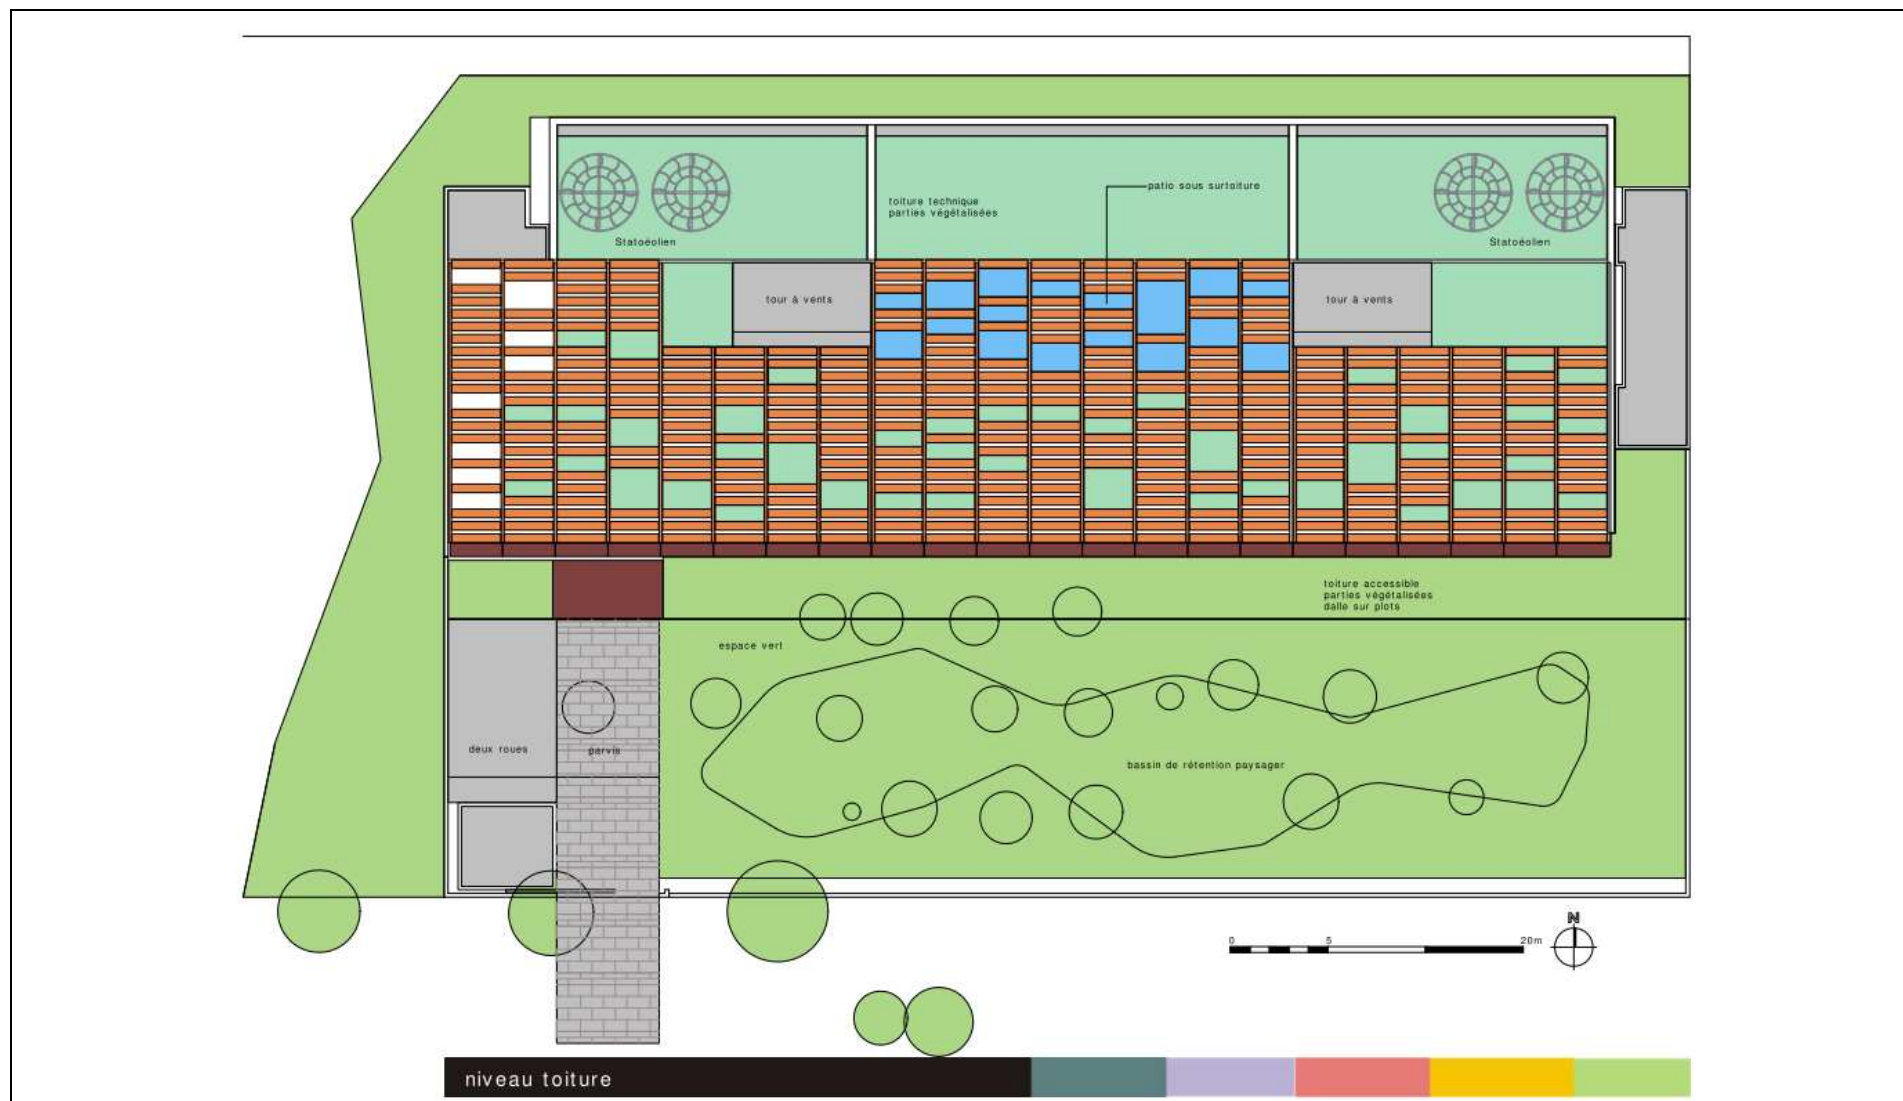 patio sous surtoiture
toiture technique
parties végétalisées
Statoéolien
Statoéolien
tour à vents
tour à vents
toiture accessible
parties végétalisées
dalle sur plots
espace vert
deux roues
parvis
bassin de rétention paysager
N
0 5 20m
niveau toiture